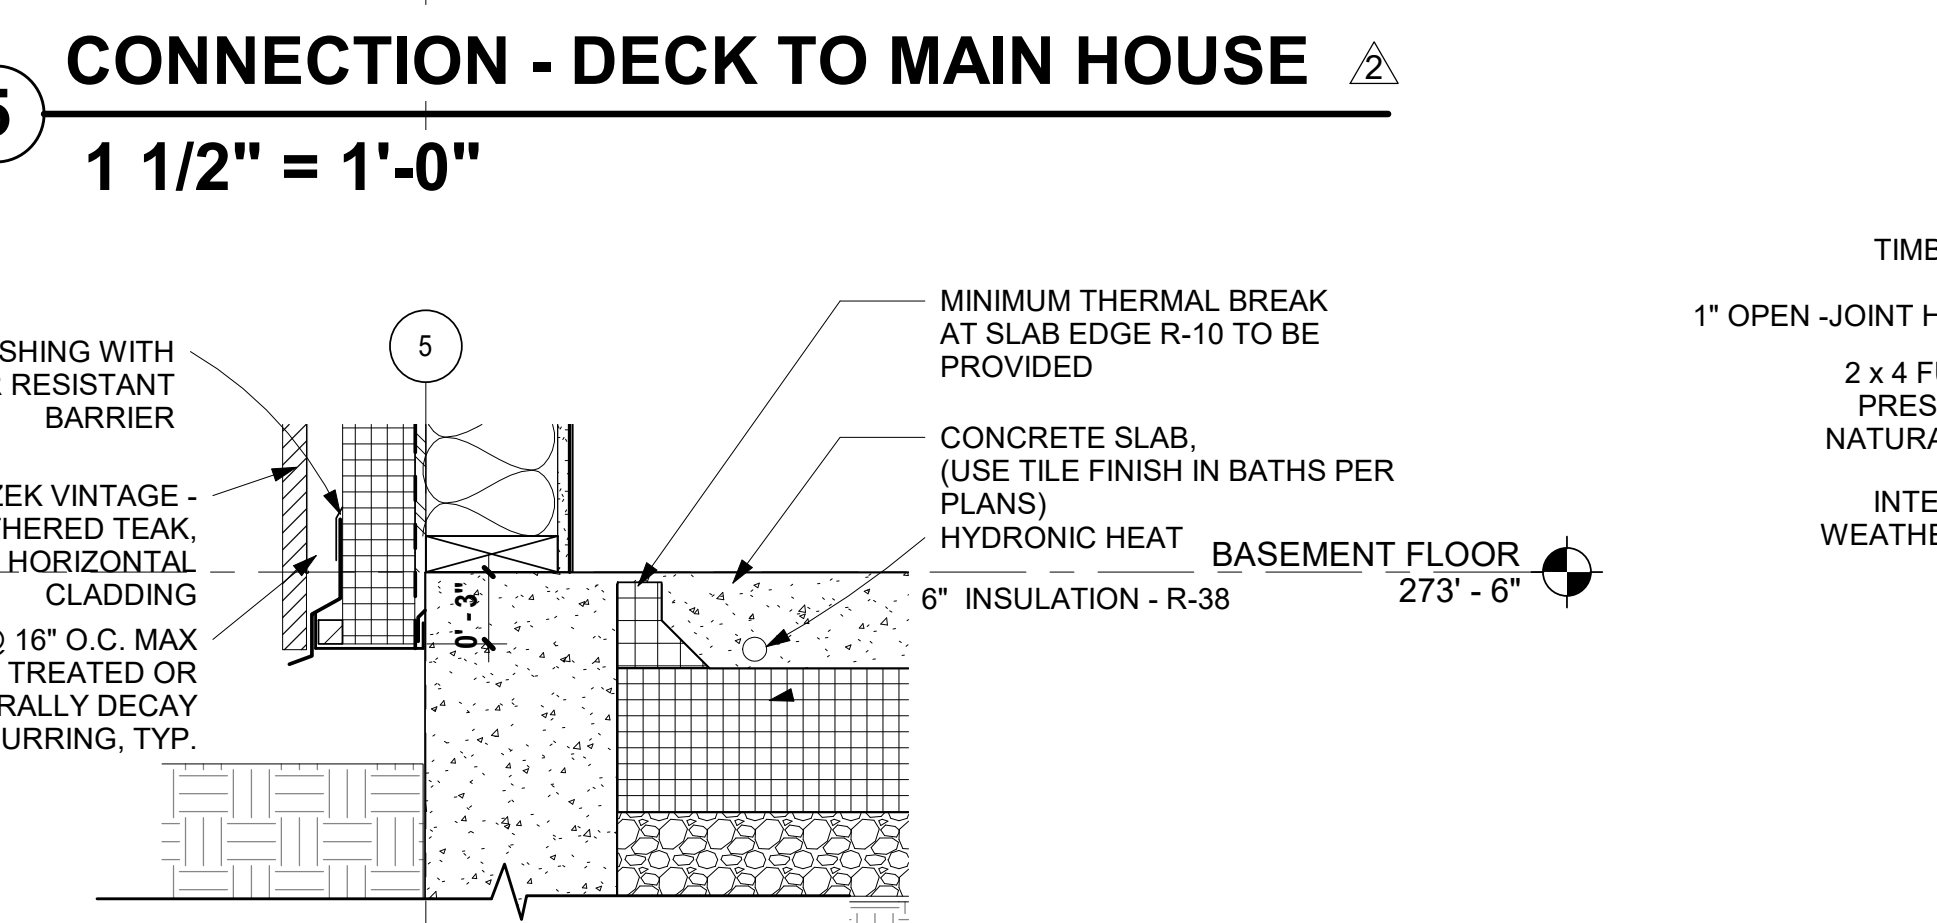 CONNECTION - DECK TO MAIN HOUSE 2
5
1 1/2" = 1'-0"
5
SHING WITH
RESISTANT
BARRIER
ZEK VINTAGE -
THERED TEAK,
HORIZONTAL
CLADDING
@ 16" O.C. MAX
TREATED OR
RALLY DECAY
URRING, TYP.
0' - 3"
MINIMUM THERMAL BREAK
AT SLAB EDGE R-10 TO BE
PROVIDED
CONCRETE SLAB,
(USE TILE FINISH IN BATHS PER
PLANS)
HYDRONIC HEAT
6" INSULATION - R-38
BASEMENT FLOOR
273' - 6"
TIMB
1" OPEN -JOINT H
2 x 4 FU
PRES
NATURA
INTE
WEATHE